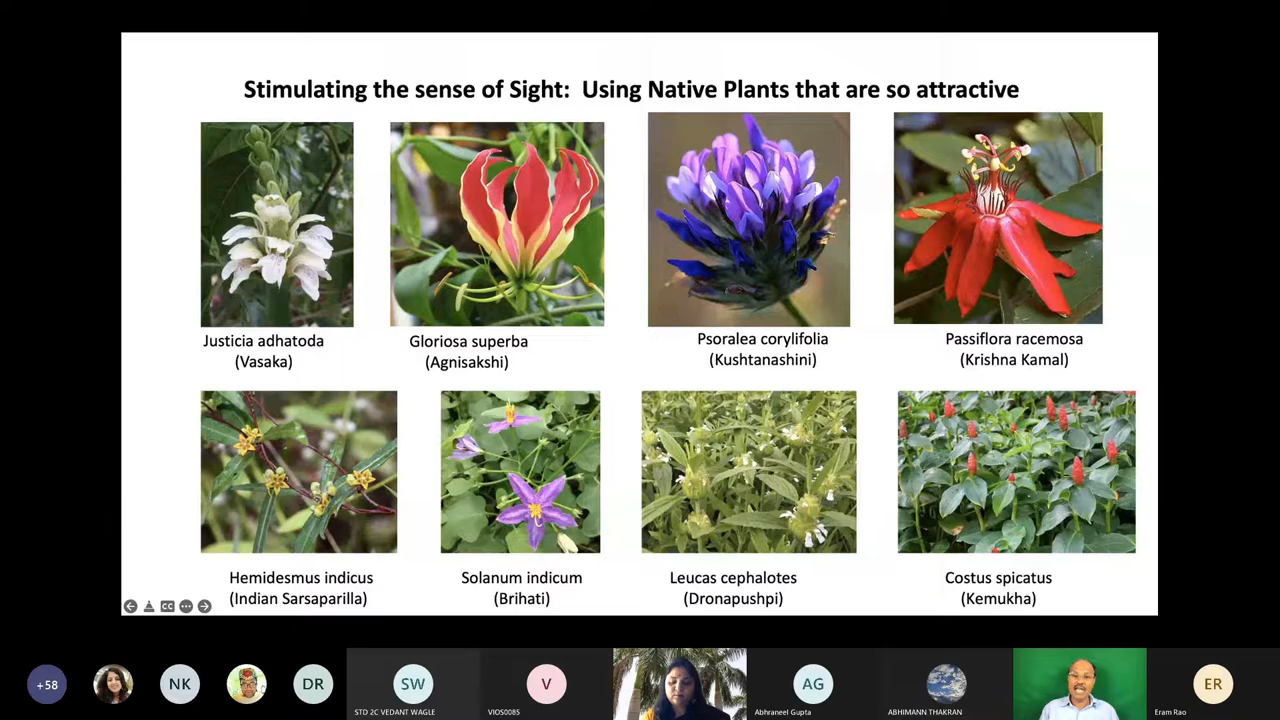 Stimulating the sense of Sight:  Using Native Plants that are so attractive
Justicia adhatoda
(Vasaka)
Gloriosa superba
(Agnisakshi)
Psoralea corylifolia
(Kushtanashini)
Passiflora racemosa
(Krishna Kamal)
Hemidesmus indicus
(Indian Sarsaparilla)
Solanum indicum
(Brihati)
Leucas cephalotes
(Dronapushpi)
Costus spicatus
(Kemukha)
CC
+58
NK
DR
SW
STD 2C VEDANT WAGLE
V
VIOS0085
AG
Abhraneel Gupta
ABHIMANN THAKRAN
ER
Eram Rao